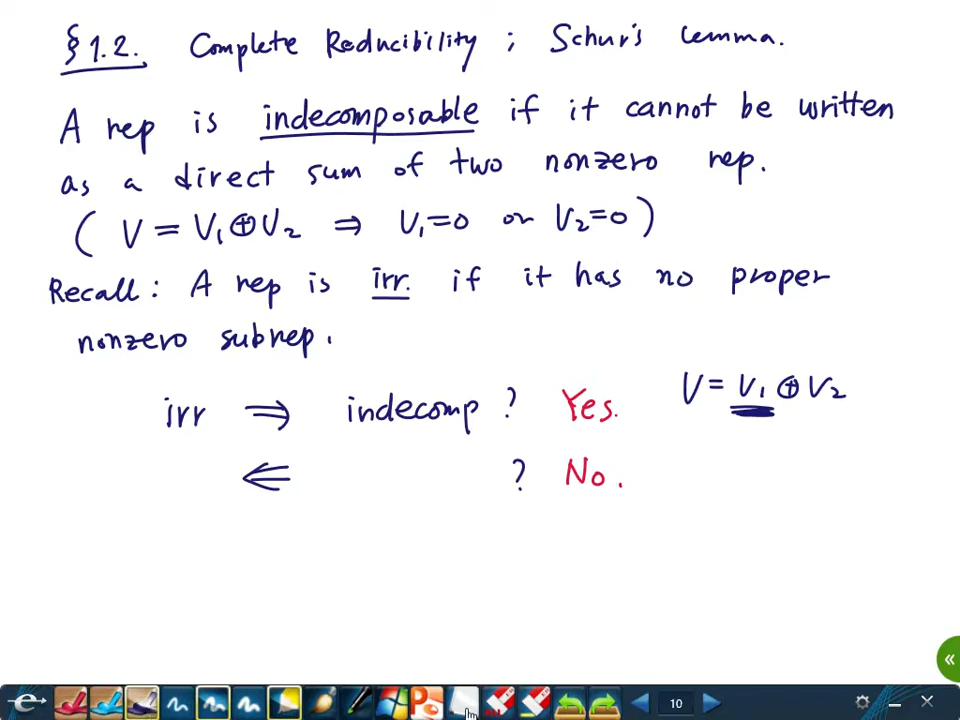 §1.2. Complete Reducibility ; Schur's Lemma.
A rep is indecomposable if it cannot be written
as a direct sum of two nonzero rep.
( V = V₁⊕V₂ ⇒ V₁=0 or V₂=0 )
Recall: A rep is irr. if it has no proper
nonzero subrep.
irr ⇒ indecomp ? Yes. V = V₁ ⊕ V₂
⇐ ? No.
10